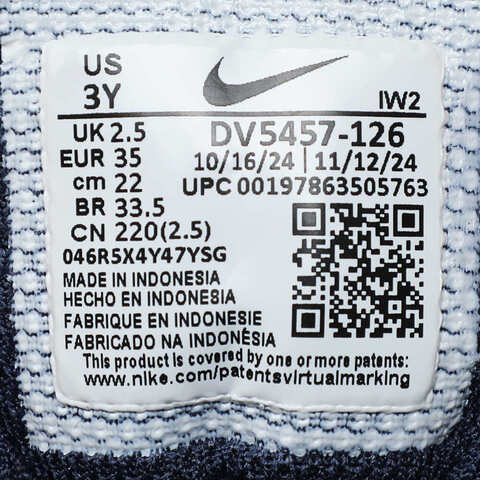 US
3Y
IW2
UK 2.5
DV5457-126
EUR 35
10/16/24 | 11/12/24
cm 22
UPC 00197863505763
BR 33.5
CN 220(2.5)
046R5X4Y47YSG
MADE IN INDONESIA
HECHO EN INDONESIA
FABRIQUE EN INDONESIE
FABRICADO NA INDONÉSIA
This product is covered by one or more patents:
www.nike.com/patentsvirtualmarking